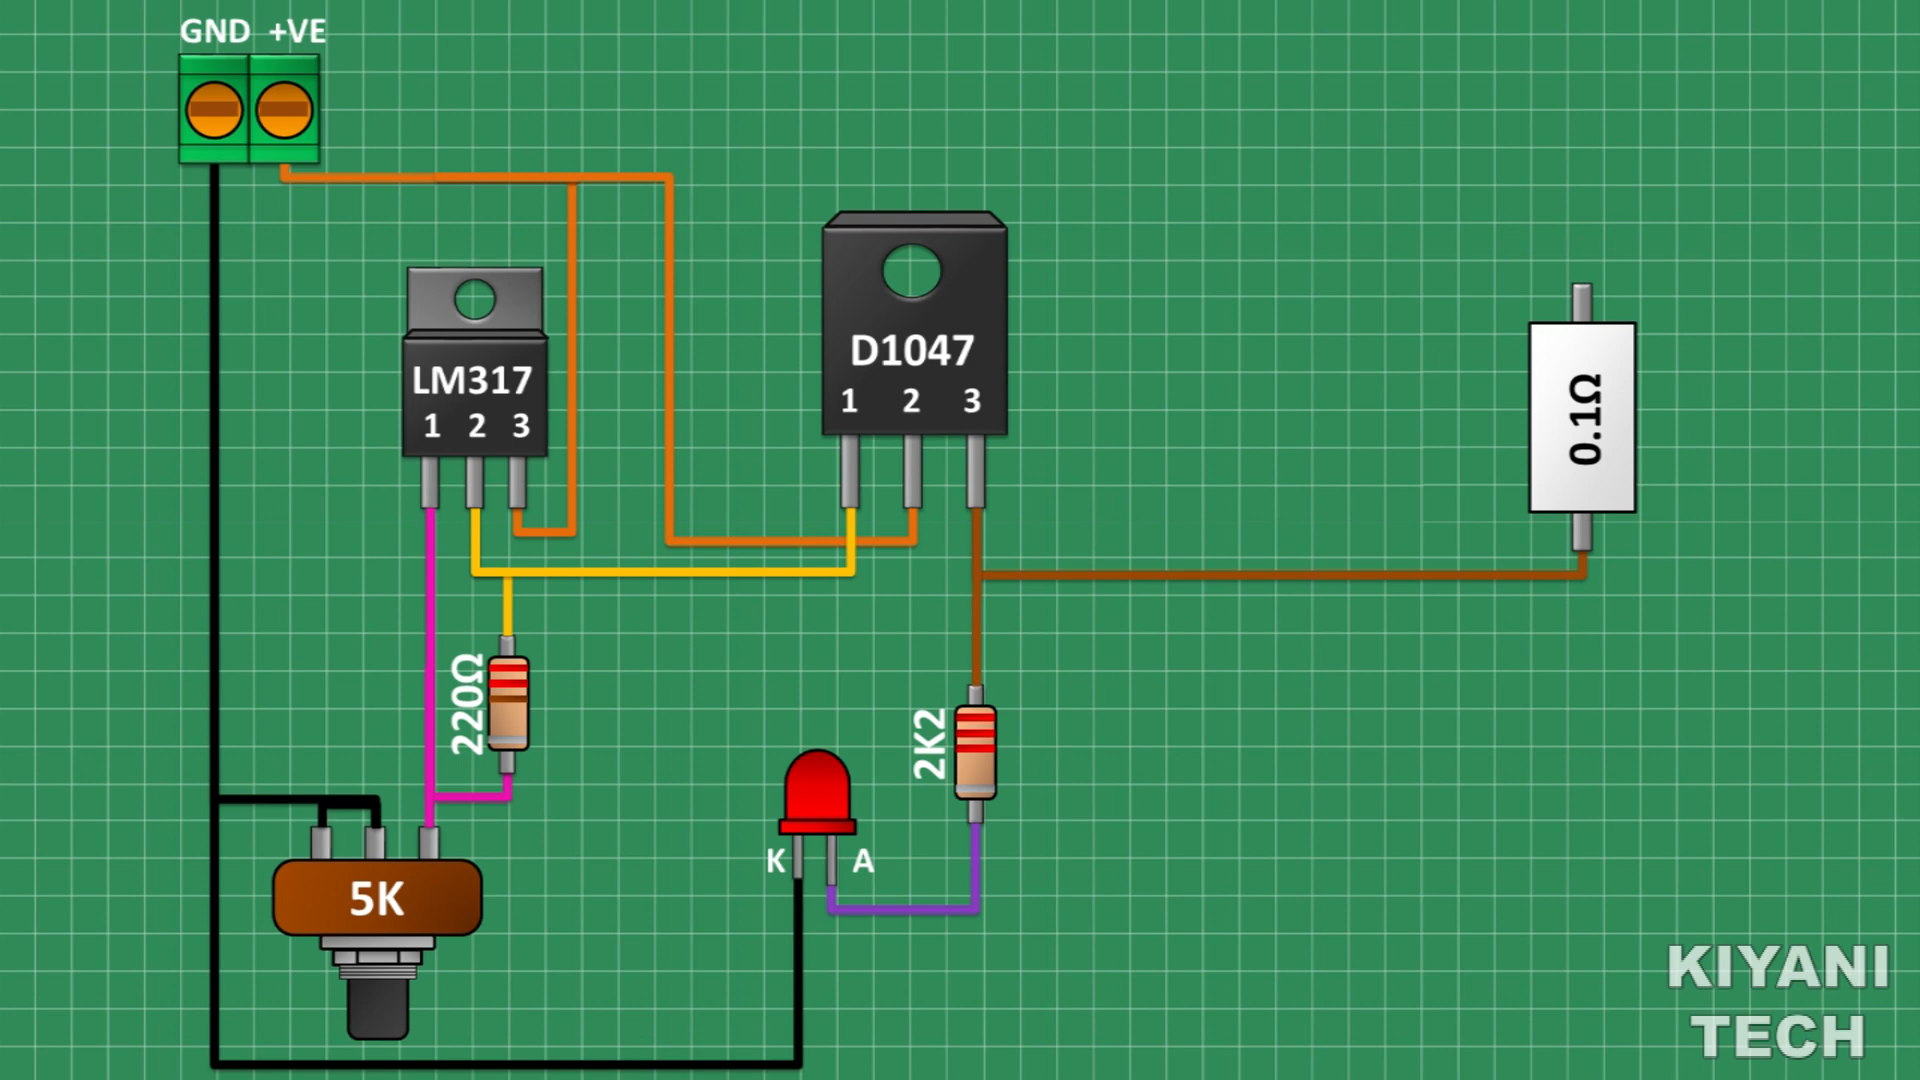 GND +VE
LM317
1 2 3
D1047
1 2 3
0.1Ω
220Ω
2K2
K A
5K
KIYANI
TECH